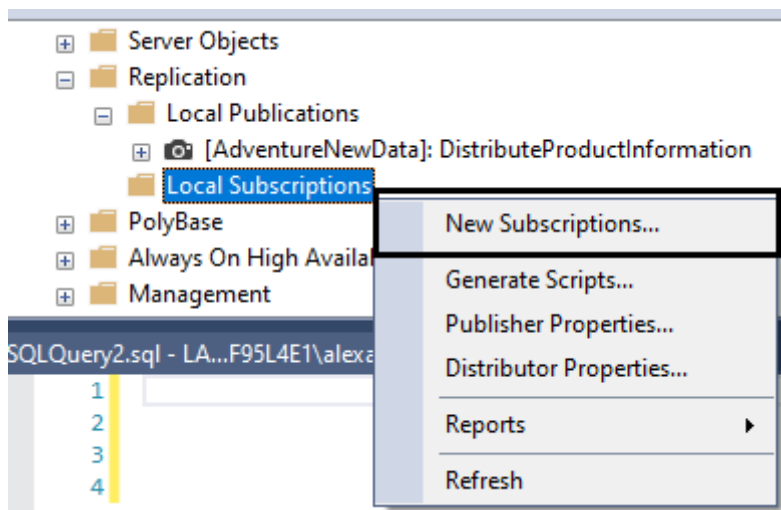 Server Objects
Replication
Local Publications
[AdventureNewData]: DistributeProductInformation
Local Subscriptions
PolyBase
Always On High Availa
Management
New Subscriptions...
Generate Scripts...
Publisher Properties...
Distributor Properties...
Reports
Refresh
SQLQuery2.sql - LA...F95L4E1\alexa
1
2
3
4